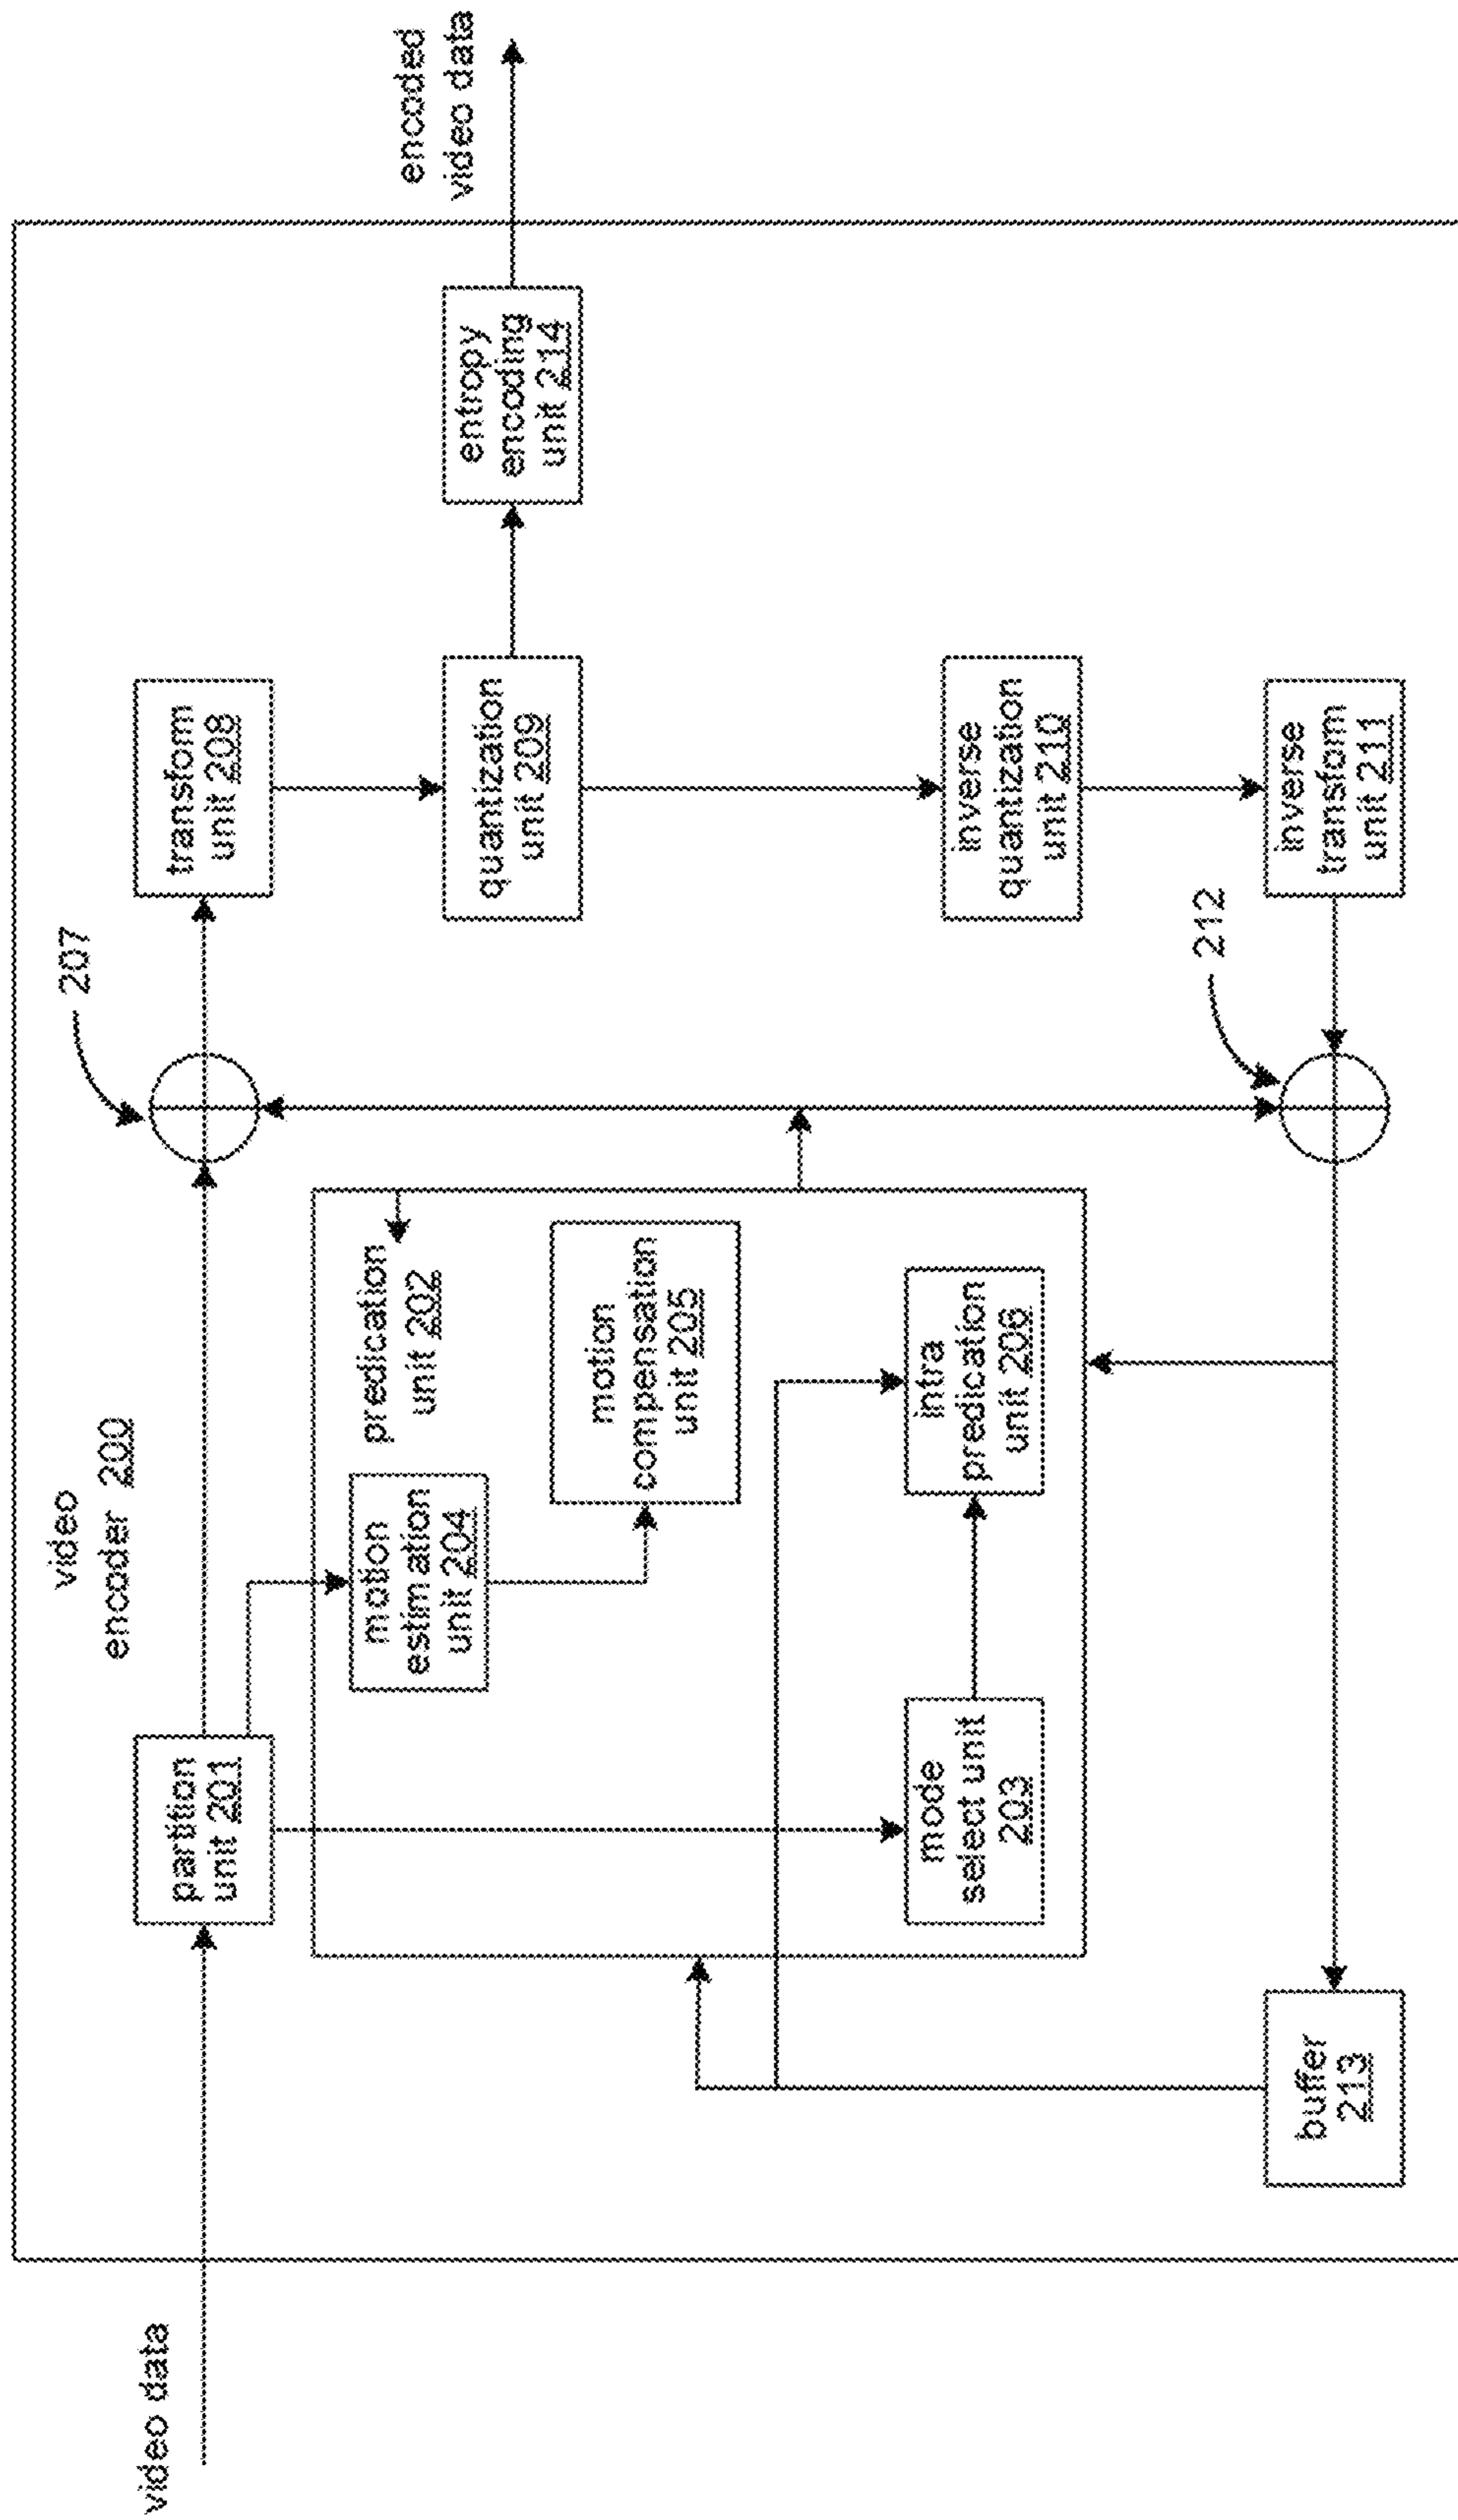 video
encoder 200
video data
partition
unit 201
207
transform
unit 208
encoded
video data
predication
unit 202
motion
estimation
unit 204
motion
compensation
unit 205
quantization
unit 209
entropy
encoding
unit 214
mode
select unit
203
intra
predication
unit 206
inverse
quantization
unit 210
212
buffer
213
inverse
transform
unit 211